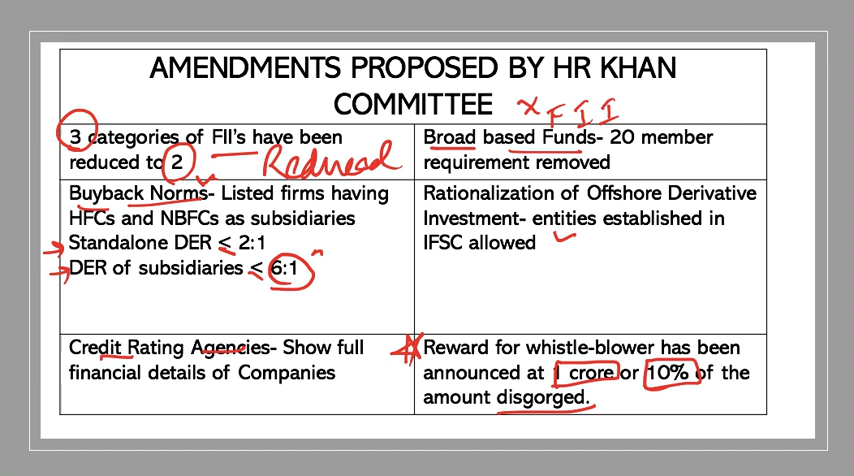 AMENDMENTS PROPOSED BY HR KHAN
COMMITTEE
x F I I
3 categories of FII's have been
reduced to 2
Reduead
Broad based Funds- 20 member
requirement removed
Buyback Norms- Listed firms having
HFCs and NBFCs as subsidiaries
Standalone DER < 2:1
DER of subsidiaries < 6:1
Rationalization of Offshore Derivative
Investment- entities established in
IFSC allowed
Credit Rating Agencies- Show full
financial details of Companies
Reward for whistle-blower has been
announced at 1 crore or 10% of the
amount disgorged.